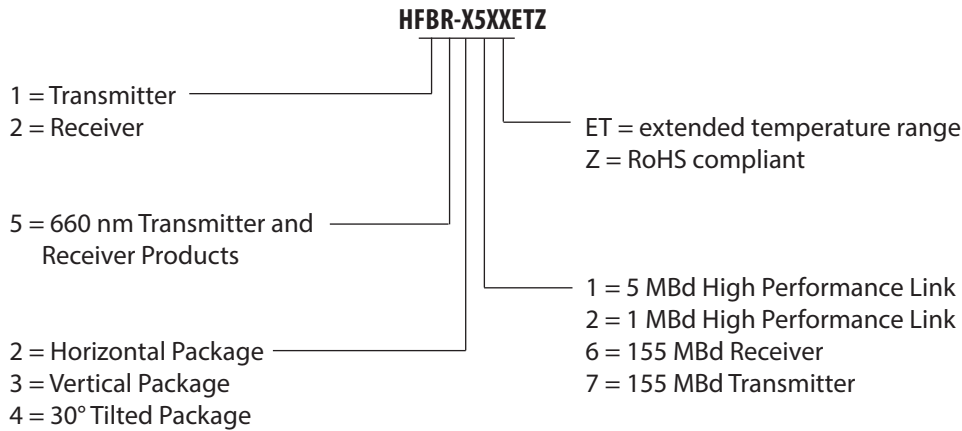 HFBR-X5XXETZ
1 = Transmitter
2 = Receiver
ET = extended temperature range
Z = RoHS compliant
5 = 660 nm Transmitter and
Receiver Products
1 = 5 MBd High Performance Link
2 = 1 MBd High Performance Link
6 = 155 MBd Receiver
7 = 155 MBd Transmitter
2 = Horizontal Package
3 = Vertical Package
4 = 30° Tilted Package